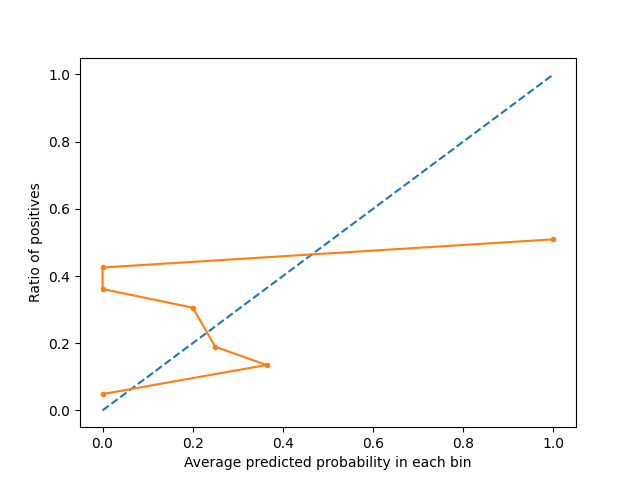 1.0
0.8
0.6
0.4
0.2
0.0
Ratio of positives
0.0 0.2 0.4 0.6 0.8 1.0
Average predicted probability in each bin